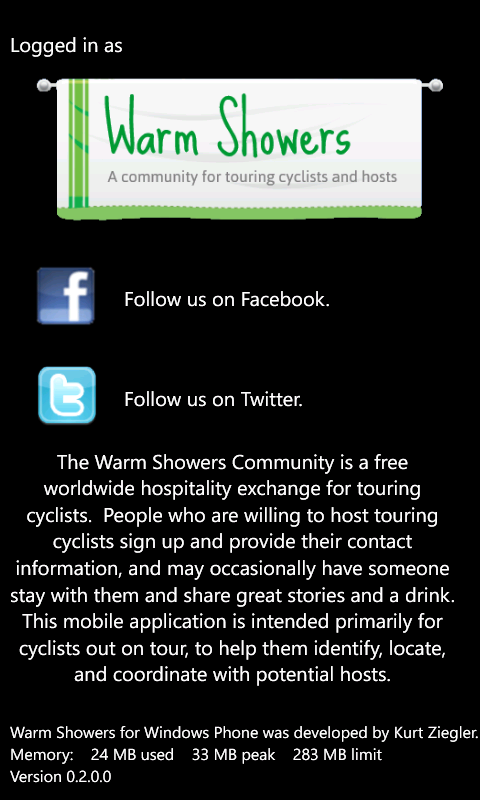 Logged in as
Warm Showers
A community for touring cyclists and hosts
Follow us on Facebook.
Follow us on Twitter.
The Warm Showers Community is a free
worldwide hospitality exchange for touring
cyclists.  People who are willing to host touring
cyclists sign up and provide their contact
information, and may occasionally have someone
stay with them and share great stories and a drink.
This mobile application is intended primarily for
cyclists out on tour, to help them identify, locate,
and coordinate with potential hosts.
Warm Showers for Windows Phone was developed by Kurt Ziegler.
Memory:    24 MB used    33 MB peak    283 MB limit
Version 0.2.0.0